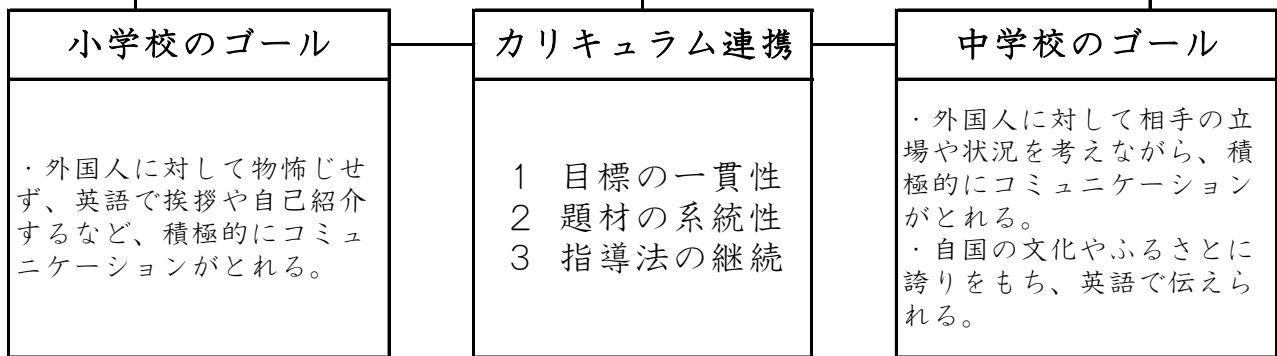 小学校のゴール
・外国人に対して物怖じせ
ず、英語で挨拶や自己紹介
するなど、積極的にコミュ
ニケーションがとれる。
カリキュラム連携
1 目標の一貫性
2 題材の系統性
3 指導法の継続
中学校のゴール
・外国人に対して相手の立
場や状況を考えながら、積
極的にコミュニケーション
がとれる。
・自国の文化やふるさとに
誇りをもち、英語で伝えら
れる。